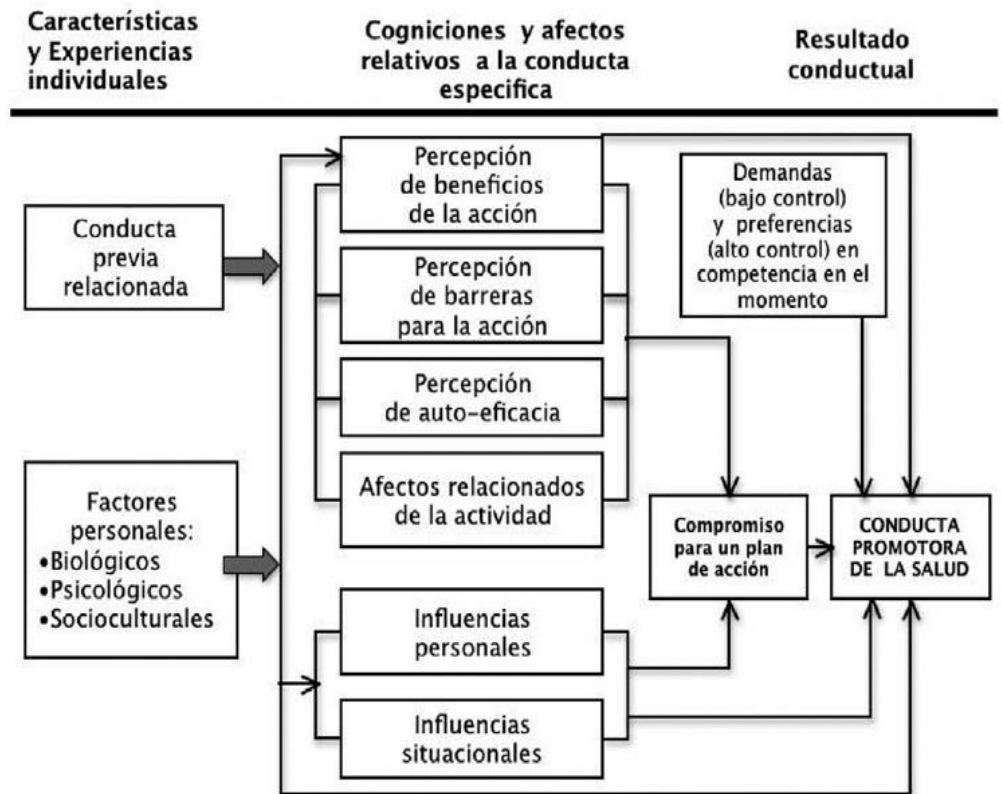 Características
y Experiencias
individuales
Cogniciones y afectos
relativos a la conducta
especifica
Resultado
conductual
Conducta
previa
relacionada
Factores
personales:
•Biológicos
•Psicológicos
•Socioculturales
Percepción
de beneficios
de la acción
Percepción
de barreras
para la acción
Percepción
de auto-eficacia
Afectos relacionados
de la actividad
Influencias
personales
Influencias
situacionales
Demandas
(bajo control)
y preferencias
(alto control) en
competencia en el
momento
Compromiso
para un plan
de acción
CONDUCTA
PROMOTORA
DE LA SALUD